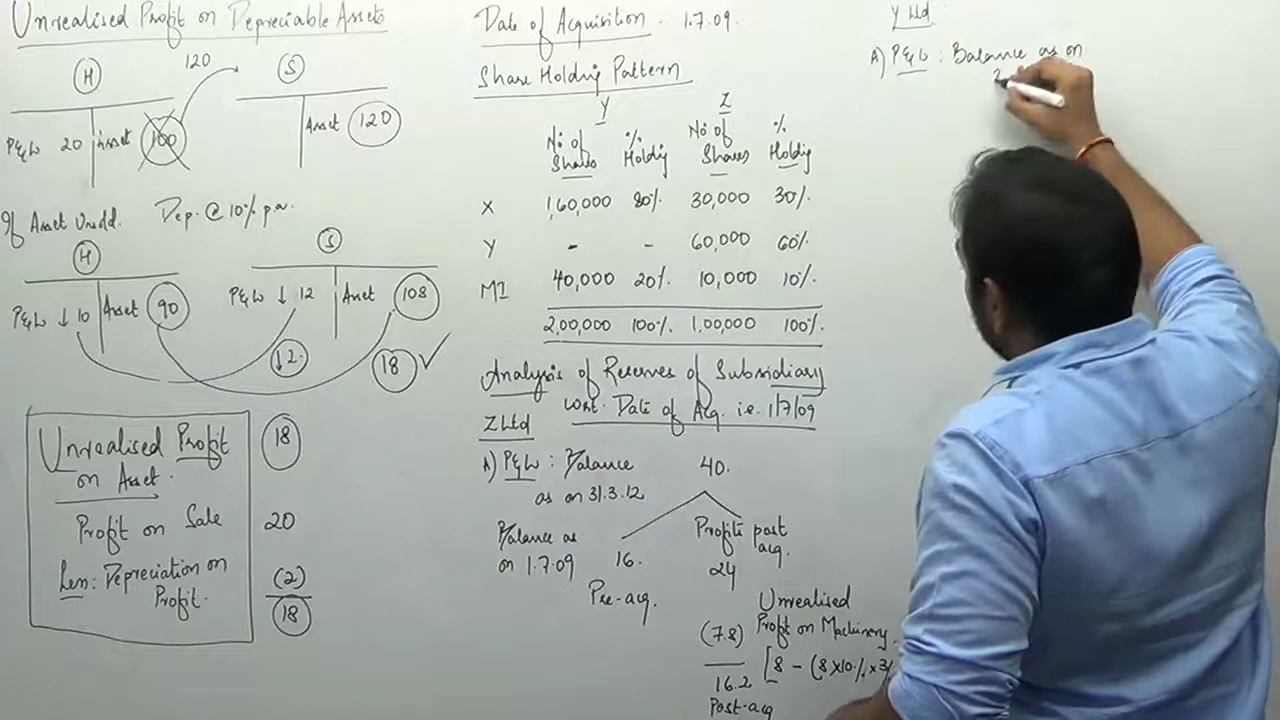 Unrealised Profit on Depreciable Assets
H 120 S
P&L 20 Asset 100 Asset 120
If Asset Unsold. Dep. @ 10% p.a.
H S
P&L ↓ 10 Asset 90 P&L ↓ 12 Asset 108
↓2. 18 ✓
Unrealised Profit on Asset. 18
Profit on Sale 20
Less: Depreciation on Profit. (2)
18
Date of Acquisition - 1.7.09.
Share Holding Pattern
Y Z
No. of Shares % Holdig No. of Shares % Holdig
X 1,60,000 80% 30,000 30%
Y - - 60,000 60%
MI 40,000 20% 10,000 10%
2,00,000 100% 1,00,000 100%
Analysis of Reserves of Subsidiary
w.r.t. Date of Acq. i.e. 1/7/09
Z Ltd
A) P&L : Balance 40.
as on 31.3.12
Balance as on 1.7.09 16. Profits post acq. 24
Pre-acq.
(7.8) Unrealised Profit on Machinery.
[8 - (8×10%×3/
16.2
Post-acq
Y Ltd
A) P&L : Balance as on